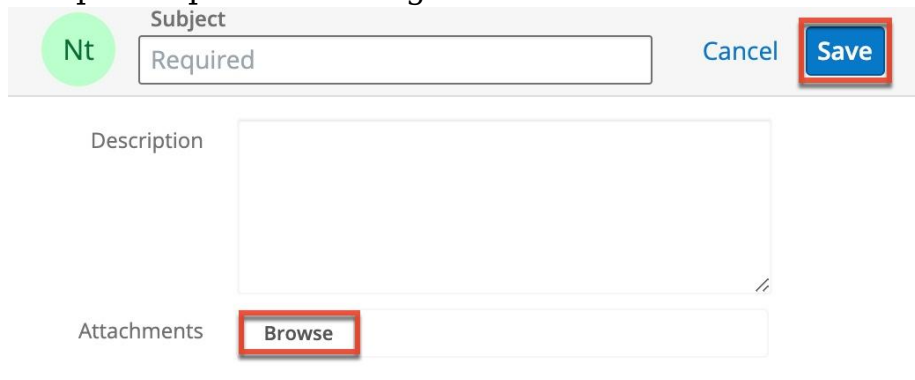 Subject
Nt
Required
Cancel
Save
Description
Attachments
Browse